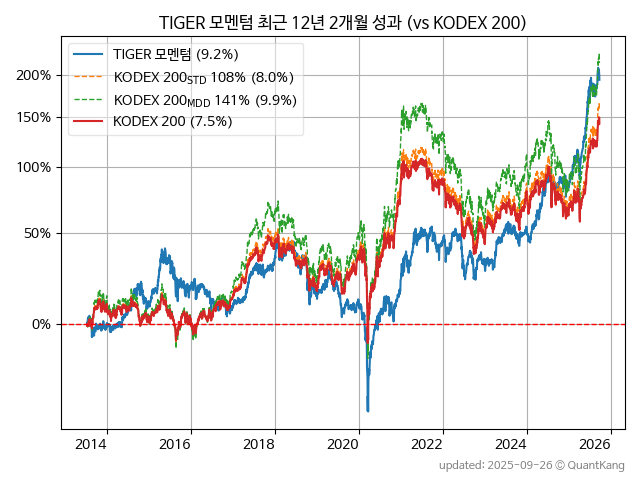 TIGER 모멘텀 최근 12년 2개월 성과 (vs KODEX 200)
TIGER 모멘텀 (9.2%)
KODEX 200STD 108% (8.0%)
KODEX 200MDD 141% (9.9%)
KODEX 200 (7.5%)
200%
150%
100%
50%
0%
2014 2016 2018 2020 2022 2024 2026
updated: 2025-09-26 © QuantKang